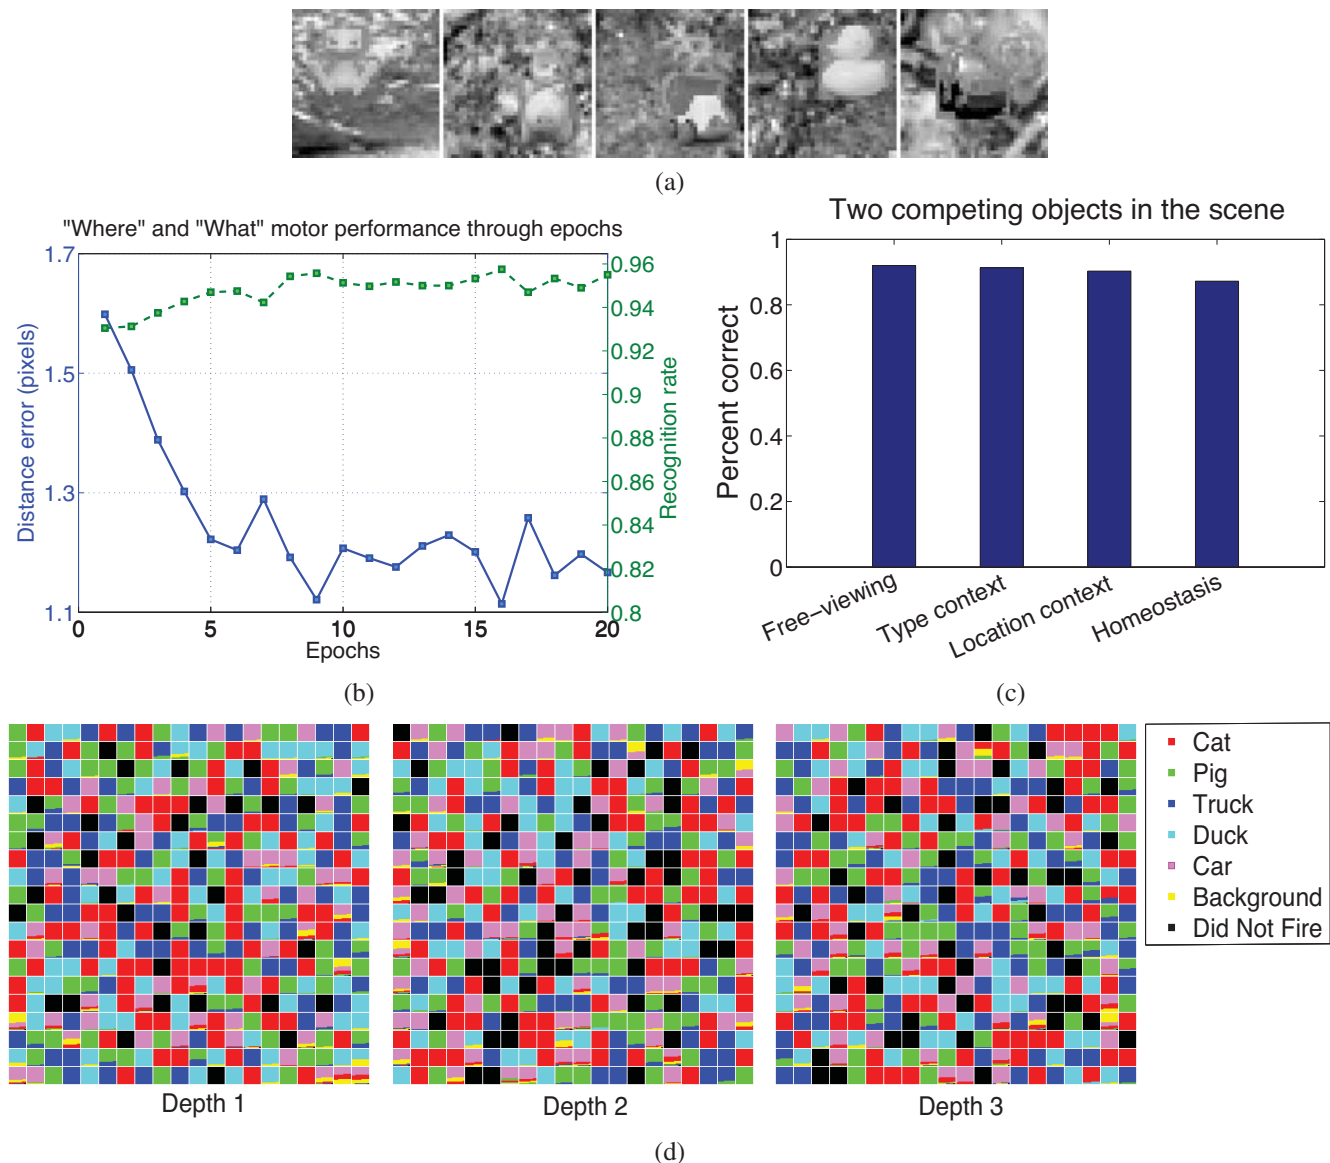 (a)
"Where" and "What" motor performance through epochs
1.7
1.5
1.3
1.1
Distance error (pixels)
0.96
0.94
0.92
0.9
0.88
0.86
0.84
0.82
0.8
Recognition rate
0 5 10 15 20
Epochs
(b)
Two competing objects in the scene
1
0.8
0.6
0.4
0.2
0
Percent correct
Free-viewing
Type context
Location context
Homeostasis
(c)
Cat
Pig
Truck
Duck
Car
Background
Did Not Fire
Depth 1
Depth 2
Depth 3
(d)